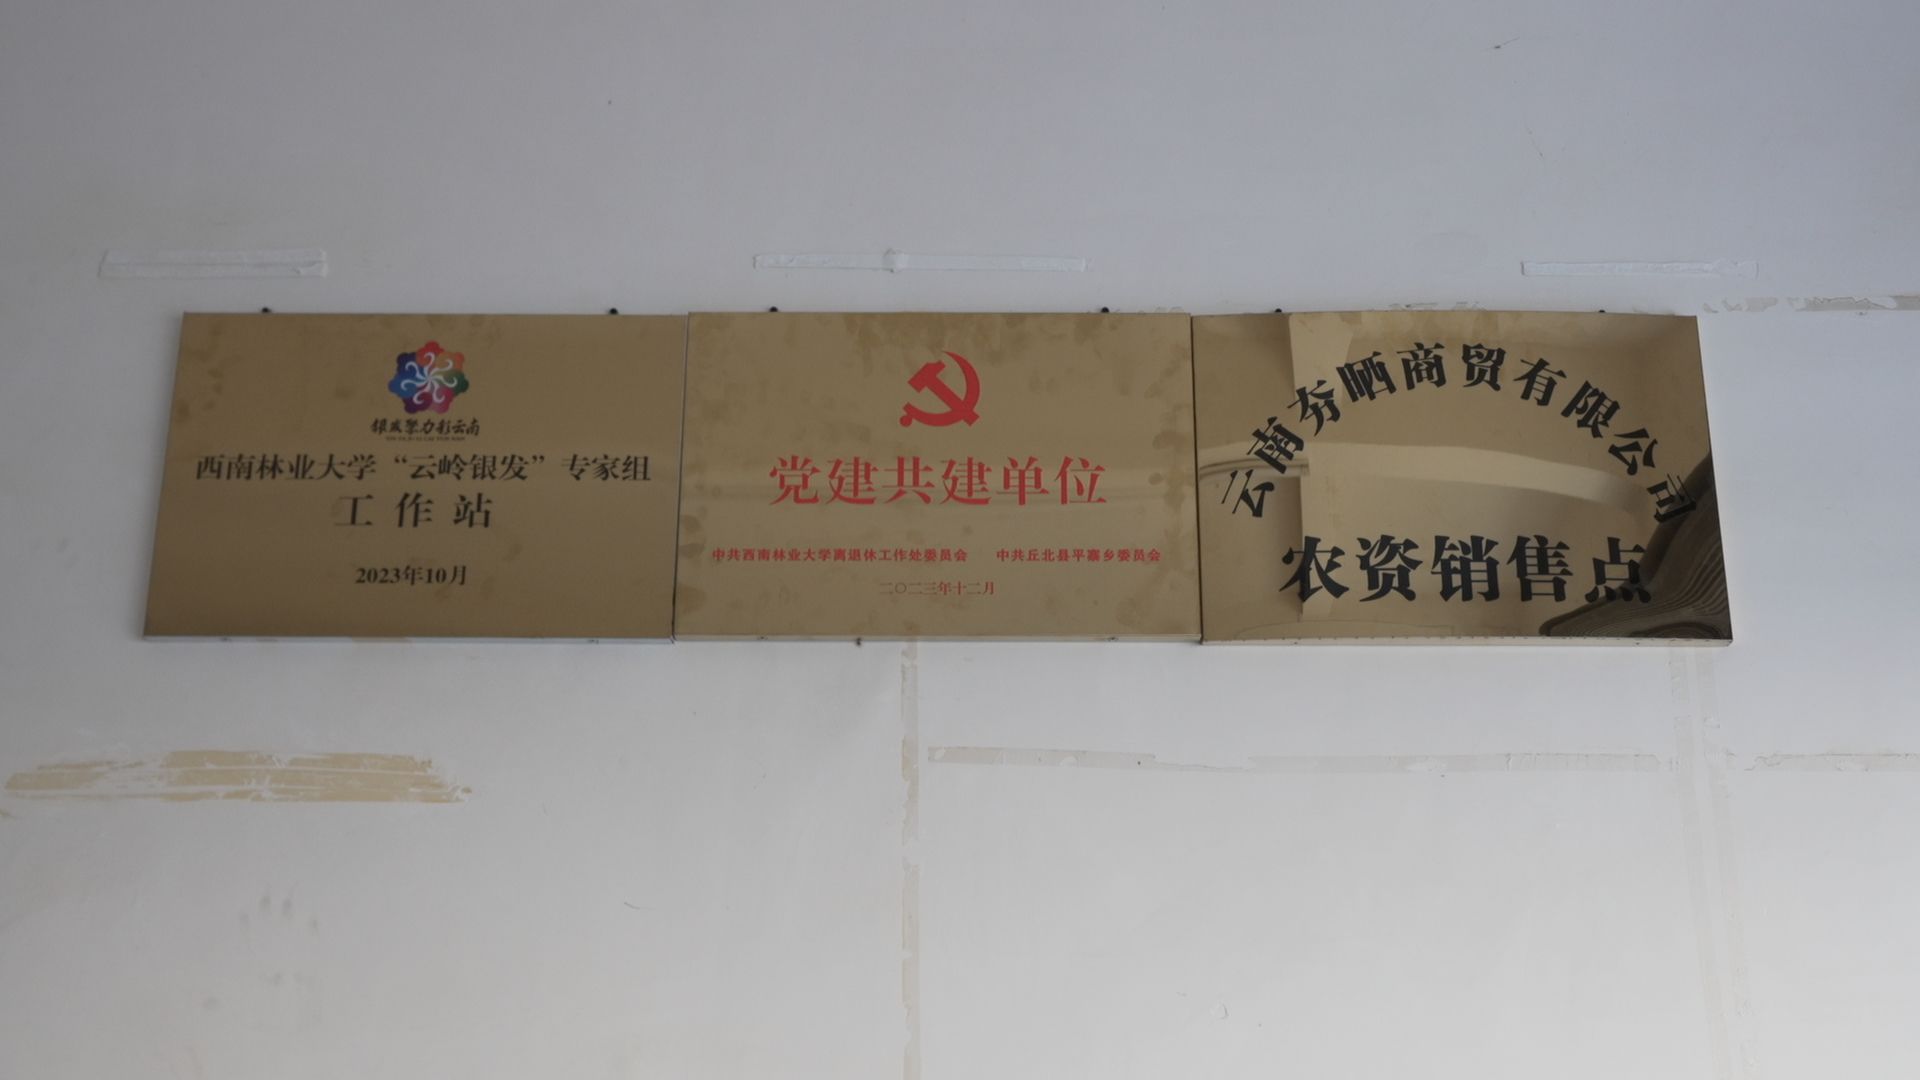 银发聚力彩云南
西南林业大学“云岭银发”专家组
工作站
2023年10月
党建共建单位
中共西南林业大学离退休工作处委员会 中共丘北县平寨乡委员会
二〇二三年十二月
云南夯晒商贸有限公司
农资销售点